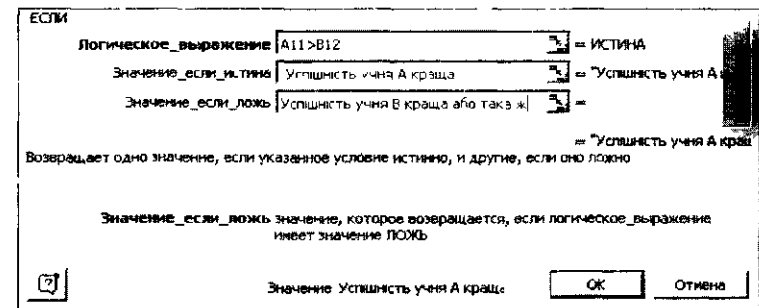 ЕСЛИ
Логическое_выражение A11>B12 = ИСТИНА
Значение_если_истина Успішність учня А краща = "Успішність учня А
Значение_если_ложь Успішність учня В краща або така ж =
= "Успішність учня А кращ
Возвращает одно значение, если указанное условие истинно, и другие, если оно ложно
Значение_если_ложь значение, которое возвращается, если логическое_выражение
имеет значение ЛОЖЬ
Значение Успішність учня А краща
ОК Отмена